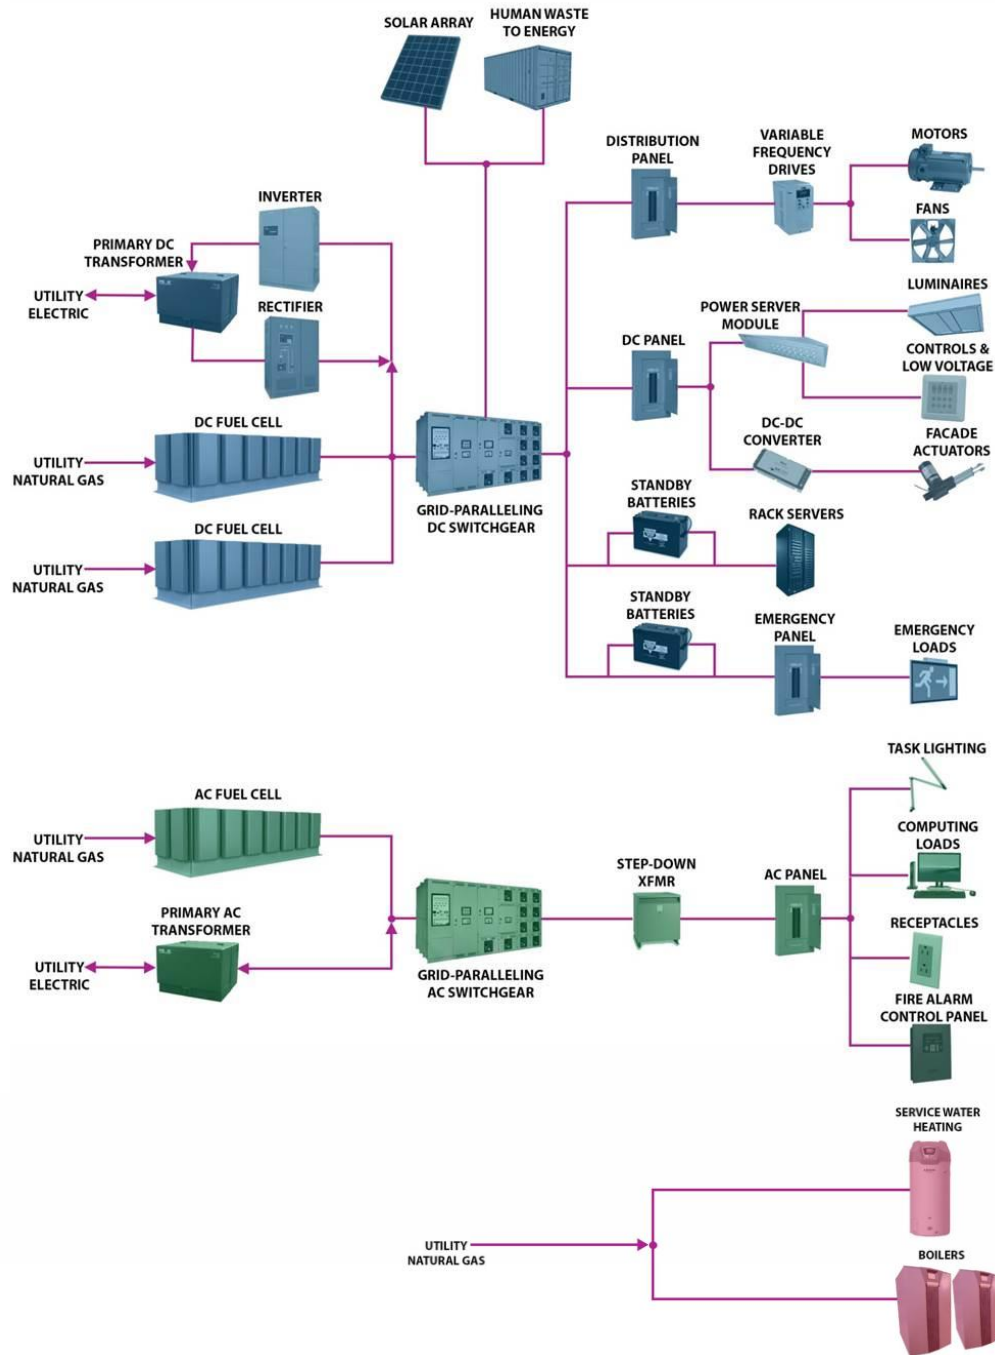 SOLAR ARRAY
HUMAN WASTE
TO ENERGY
DISTRIBUTION
PANEL
VARIABLE
FREQUENCY
DRIVES
MOTORS
FANS
INVERTER
PRIMARY DC
TRANSFORMER
UTILITY
ELECTRIC
RECTIFIER
POWER SERVER
MODULE
LUMINAIRES
DC PANEL
CONTROLS &
LOW VOLTAGE
DC-DC
CONVERTER
FACADE
ACTUATORS
DC FUEL CELL
UTILITY
NATURAL GAS
GRID-PARALLELING
DC SWITCHGEAR
STANDBY
BATTERIES
RACK SERVERS
DC FUEL CELL
UTILITY
NATURAL GAS
STANDBY
BATTERIES
EMERGENCY
PANEL
EMERGENCY
LOADS
TASK LIGHTING
AC FUEL CELL
UTILITY
NATURAL GAS
COMPUTING
LOADS
STEP-DOWN
XFMR
AC PANEL
PRIMARY AC
TRANSFORMER
RECEPTACLES
UTILITY
ELECTRIC
GRID-PARALLELING
AC SWITCHGEAR
FIRE ALARM
CONTROL PANEL
SERVICE WATER
HEATING
UTILITY
NATURAL GAS
BOILERS